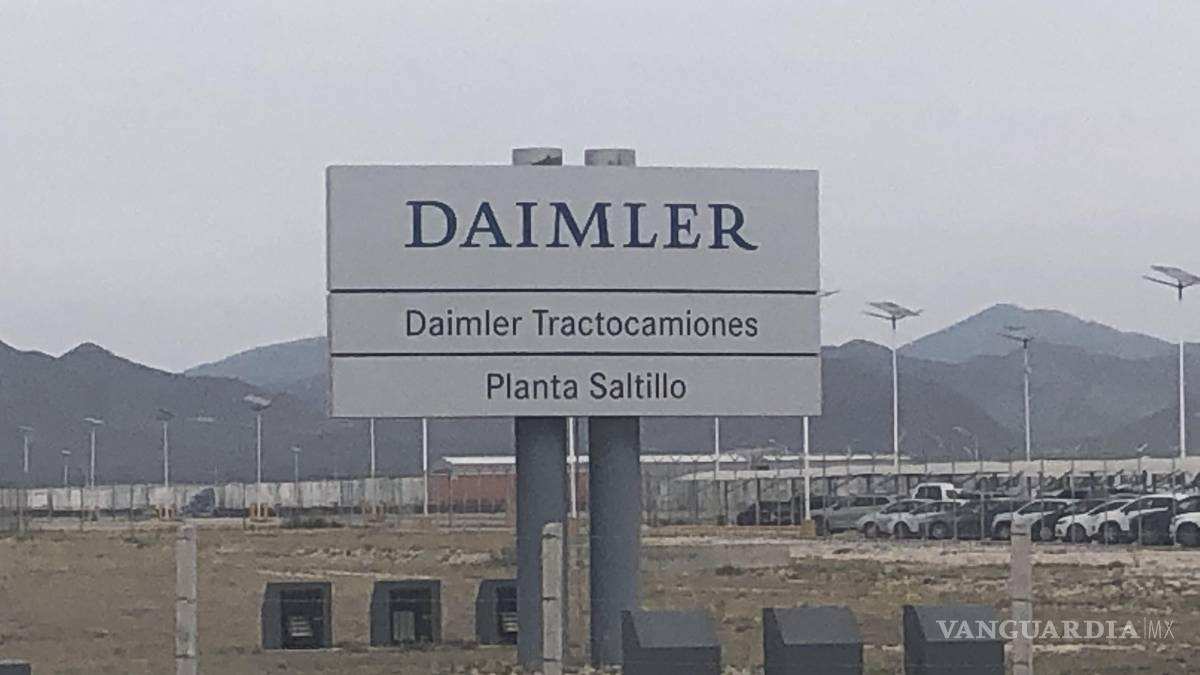 DAIMLER
Daimler Tractocamiones
Planta Saltillo
VANGUARDIA|MX